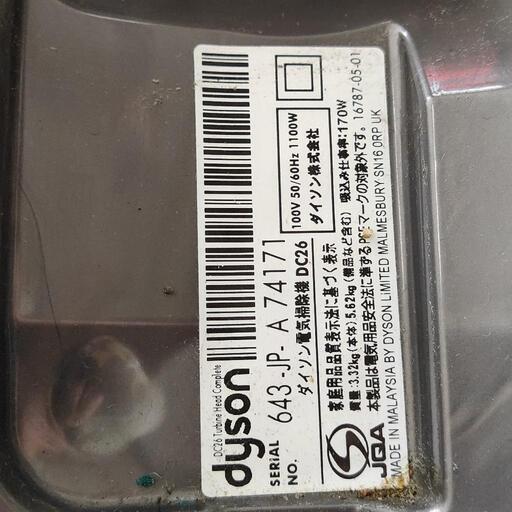 DC26 Turbine Head Complete
dyson
SERIAL NO. 643-JP-A 74171
ダイソン電気掃除機 DC26
100V 50/60Hz 1100W
ダイソン株式会社
家庭用品品質表示法に基づく表示
質量:3.32kg(本体)5.62kg(備品など含む) 吸込み仕事率:170W
本製品は電気用品安全法に準ずるPSEマークの対象外です。16787-05-01
MADE IN MALAYSIA BY DYSON LIMITED MALMESBURY SN16 0RP UK
JQA